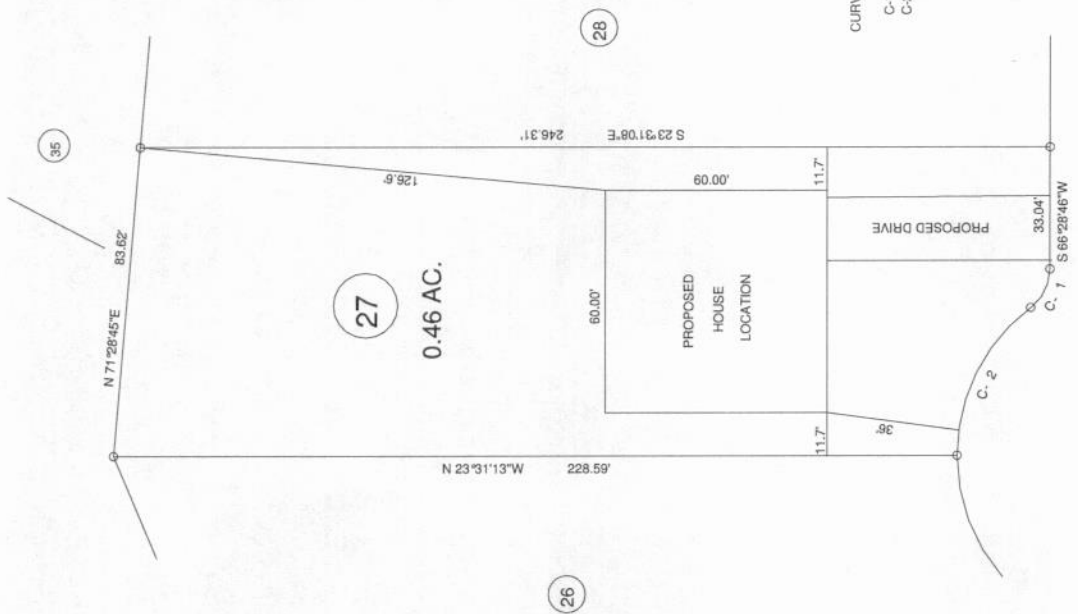 35
N 71°28'45"E
83.62'
28
CURV
C-
C-
27
0.46 AC.
126.6'
S 23°31'08"E
246.31'
60.00'
60.00'
PROPOSED
HOUSE
LOCATION
11.7'
11.7'
PROPOSED DRIVE
36'
33.04'
S 66°28'46"W
C- 1
C- 2
N 23°31'13"W
228.59'
26